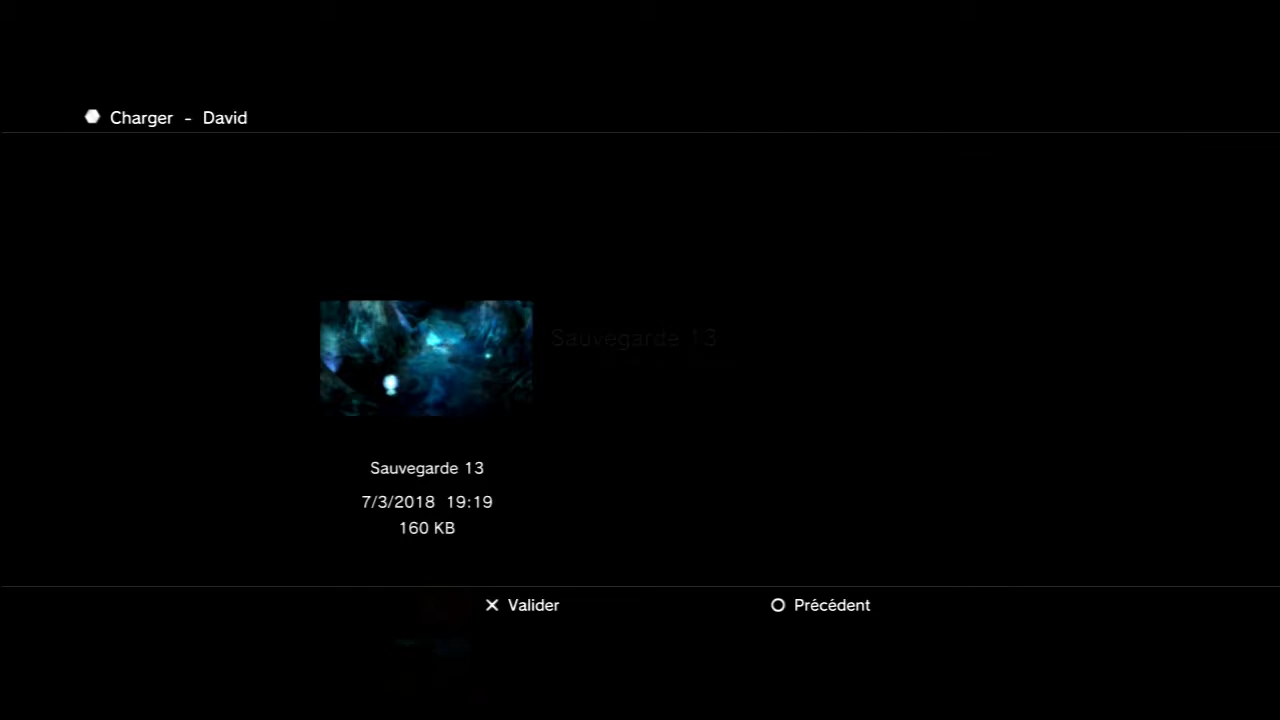 Charger - David
Sauvegarde 13
Sauvegarde 13
7/3/2018 19:19
160 KB
Valider
Précédent